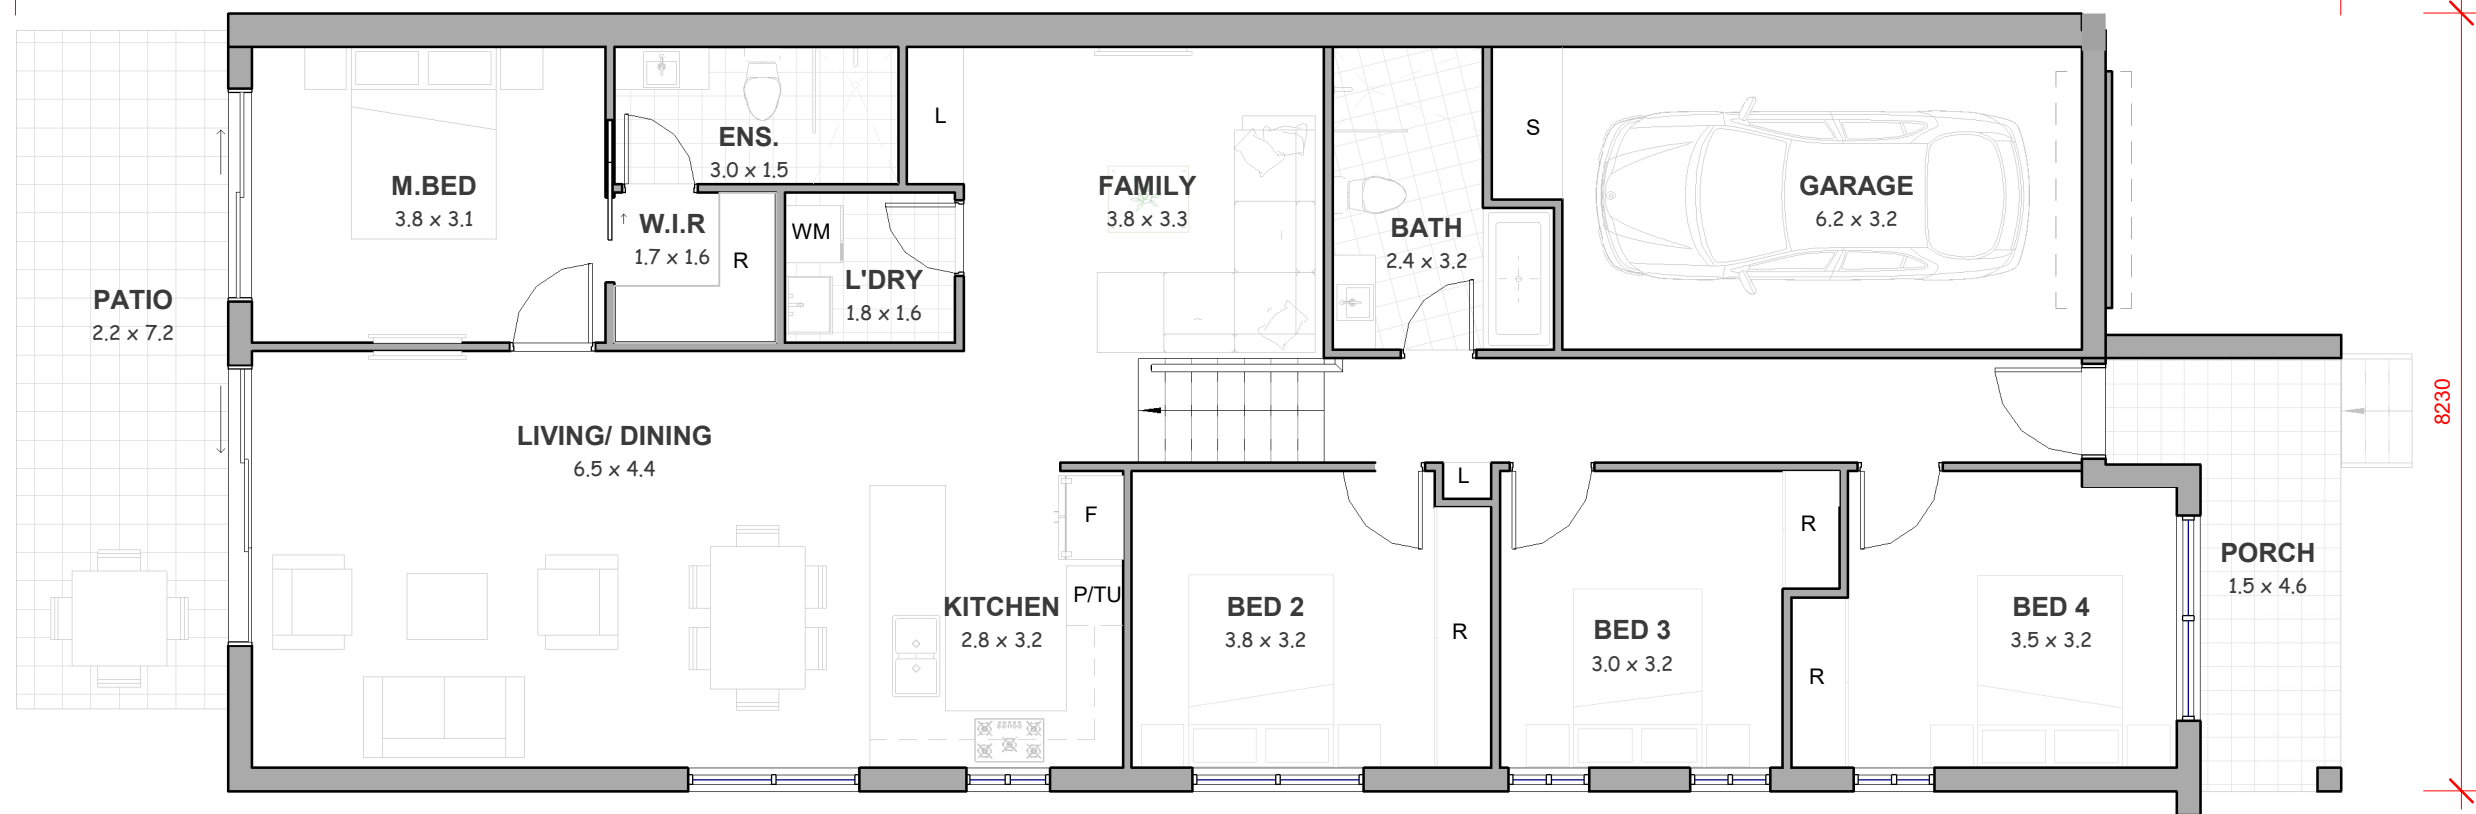 M.BED
3.8 x 3.1
ENS.
3.0 x 1.5
W.I.R
1.7 x 1.6
R
WM
L'DRY
1.8 x 1.6
L
FAMILY
3.8 x 3.3
BATH
2.4 x 3.2
S
GARAGE
6.2 x 3.2
PATIO
2.2 x 7.2
LIVING/ DINING
6.5 x 4.4
8230
F
P/TU
KITCHEN
2.8 x 3.2
BED 2
3.8 x 3.2
L
R
BED 3
3.0 x 3.2
R
R
BED 4
3.5 x 3.2
PORCH
1.5 x 4.6